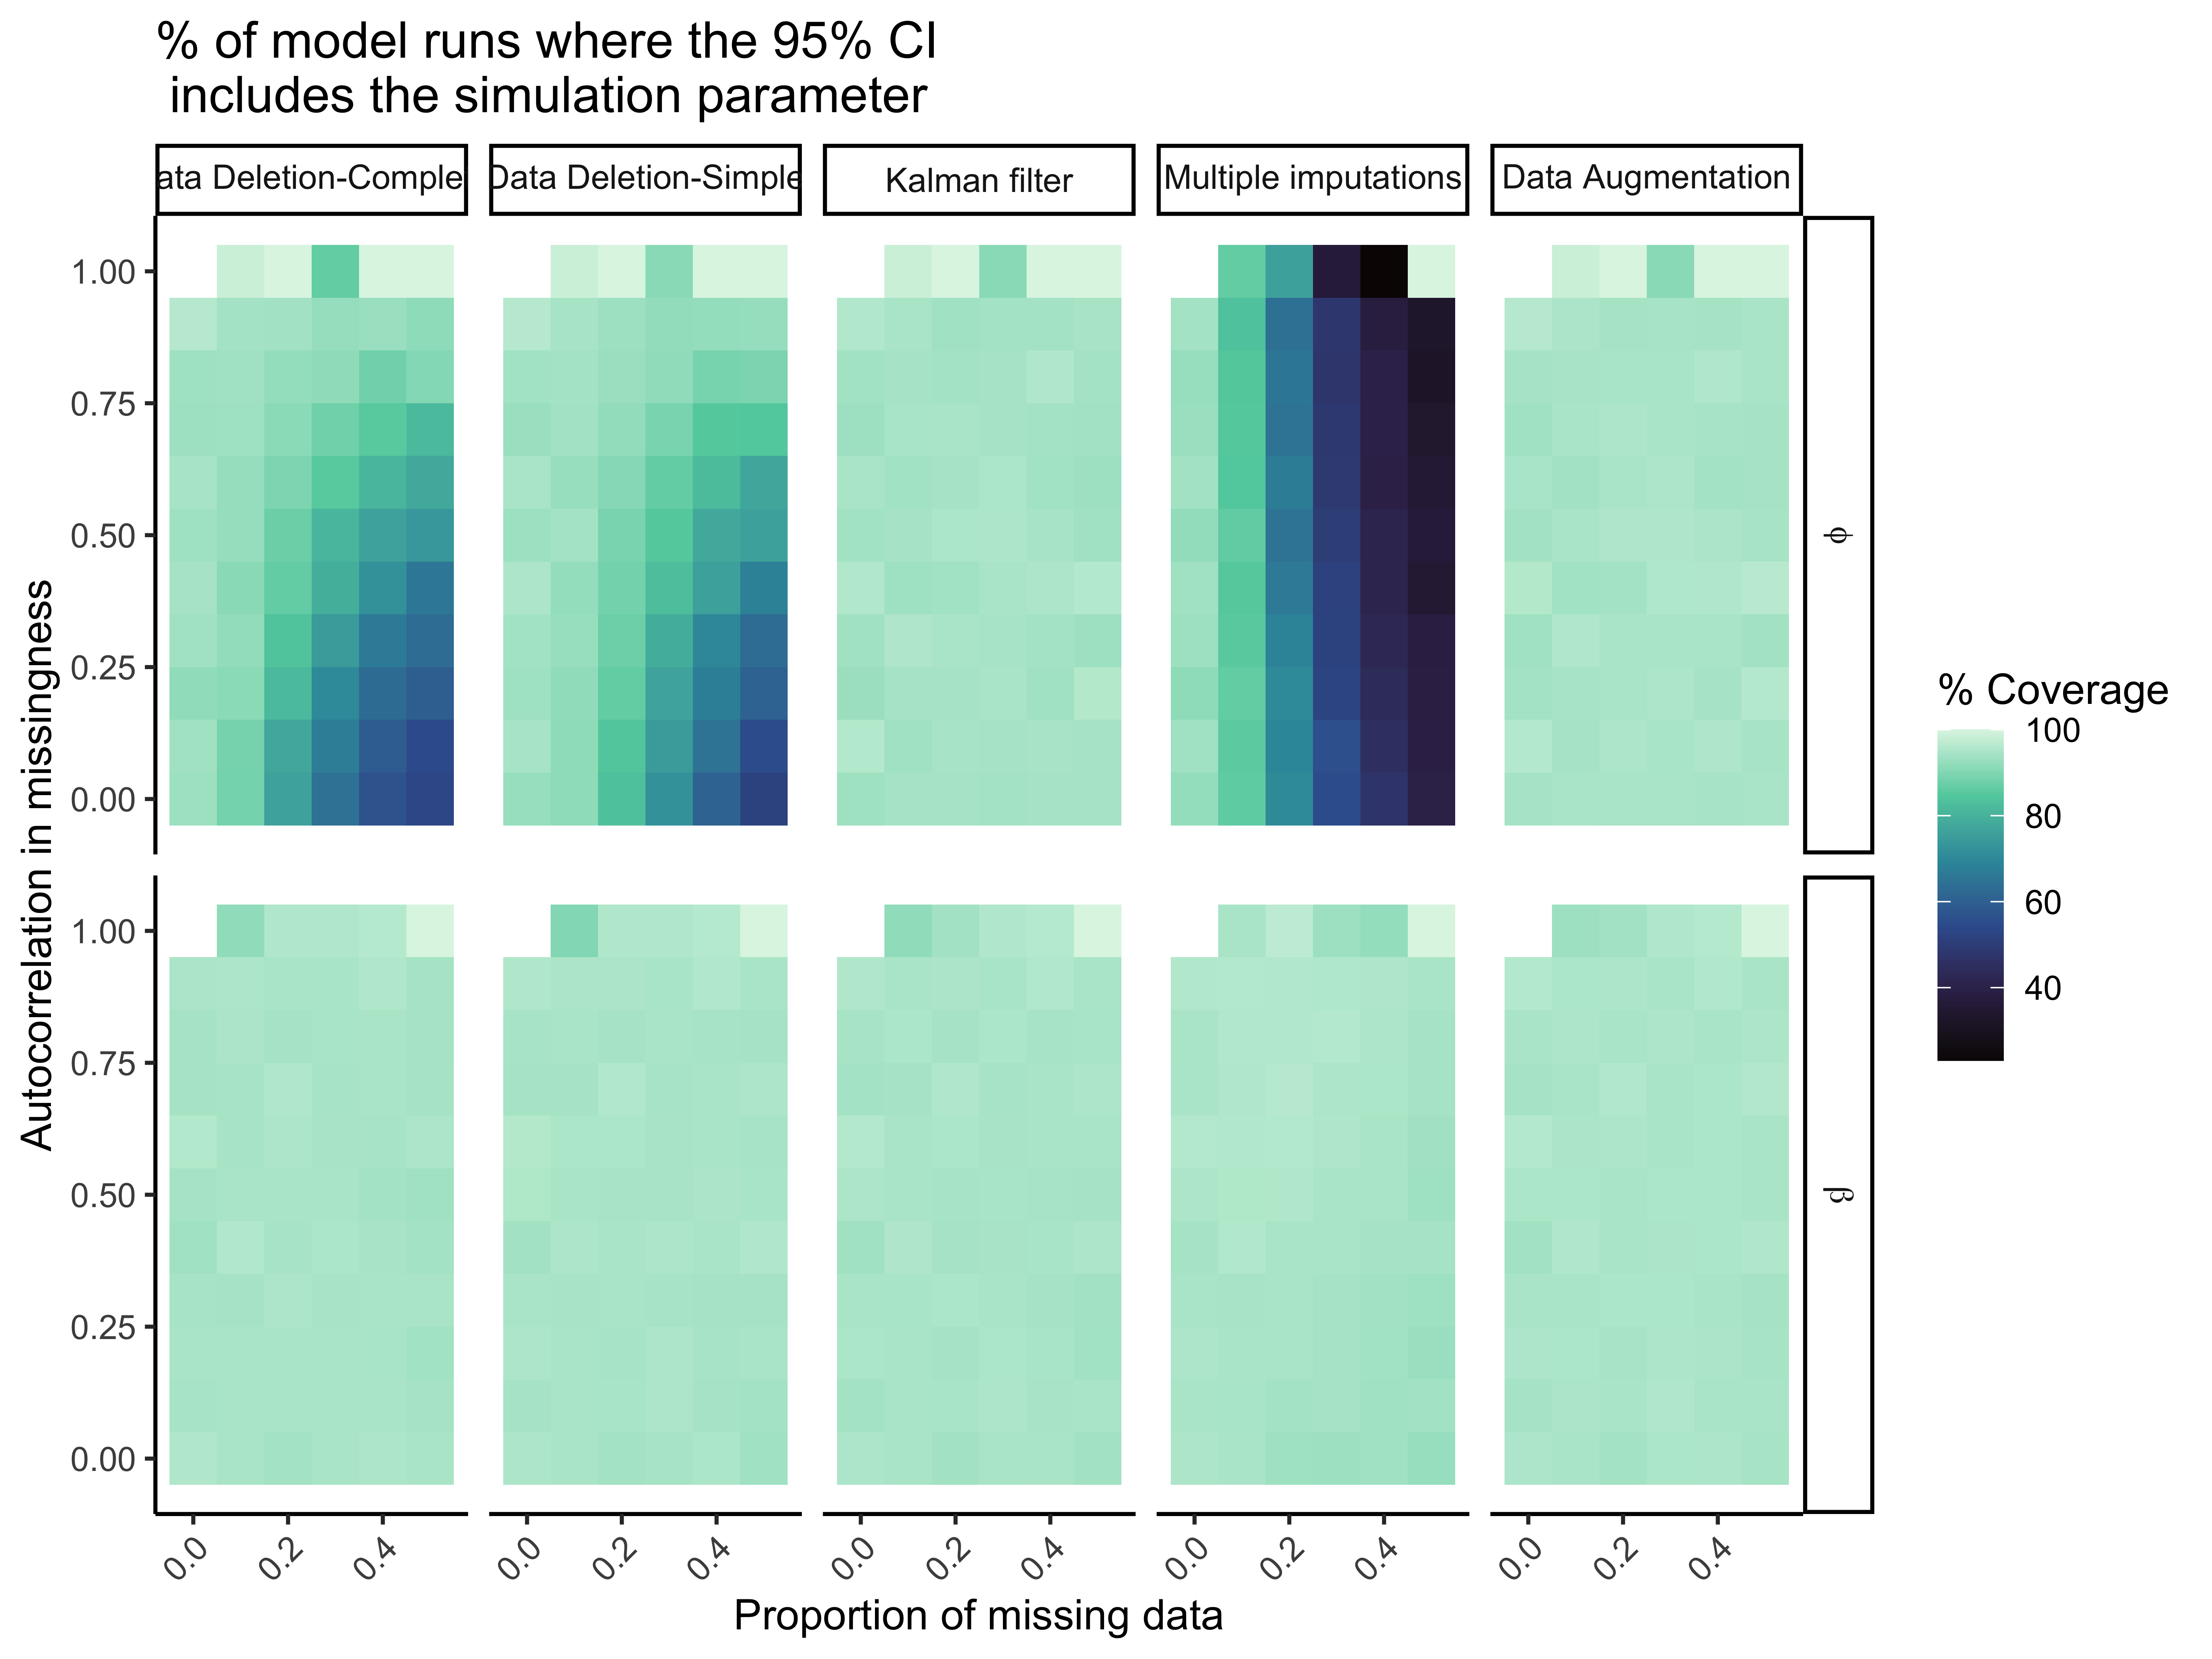 % of model runs where the 95% CI
includes the simulation parameter
ata Deletion-Comple
Data Deletion-Simple
Kalman filter
Multiple imputations
Data Augmentation
1.00
0.75
0.50
0.25
0.00
ϕ
1.00
0.75
0.50
0.25
0.00
β
Autocorrelation in missingness
0.0 0.2 0.4
0.0 0.2 0.4
0.0 0.2 0.4
0.0 0.2 0.4
0.0 0.2 0.4
Proportion of missing data
% Coverage
100
80
60
40